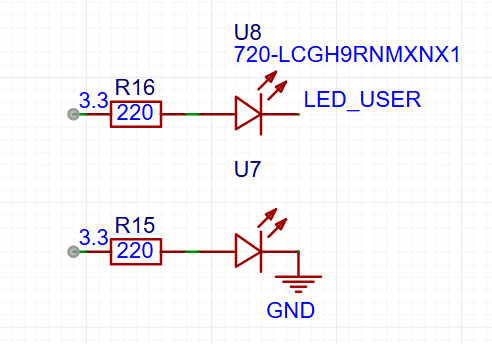 U8
720-LCGH9RNMXNX1
R16
3.3
220
LED_USER
U7
R15
3.3
220
GND